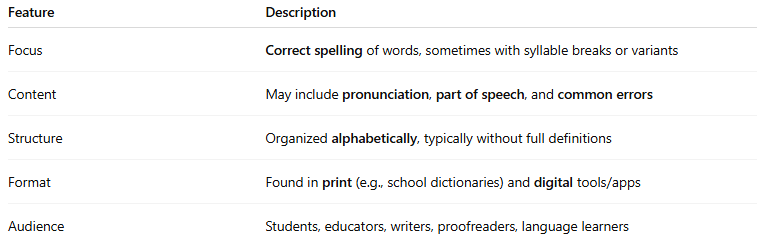 Feature Description
Focus Correct spelling of words, sometimes with syllable breaks or variants
Content May include pronunciation, part of speech, and common errors
Structure Organized alphabetically, typically without full definitions
Format Found in print (e.g., school dictionaries) and digital tools/apps
Audience Students, educators, writers, proofreaders, language learners